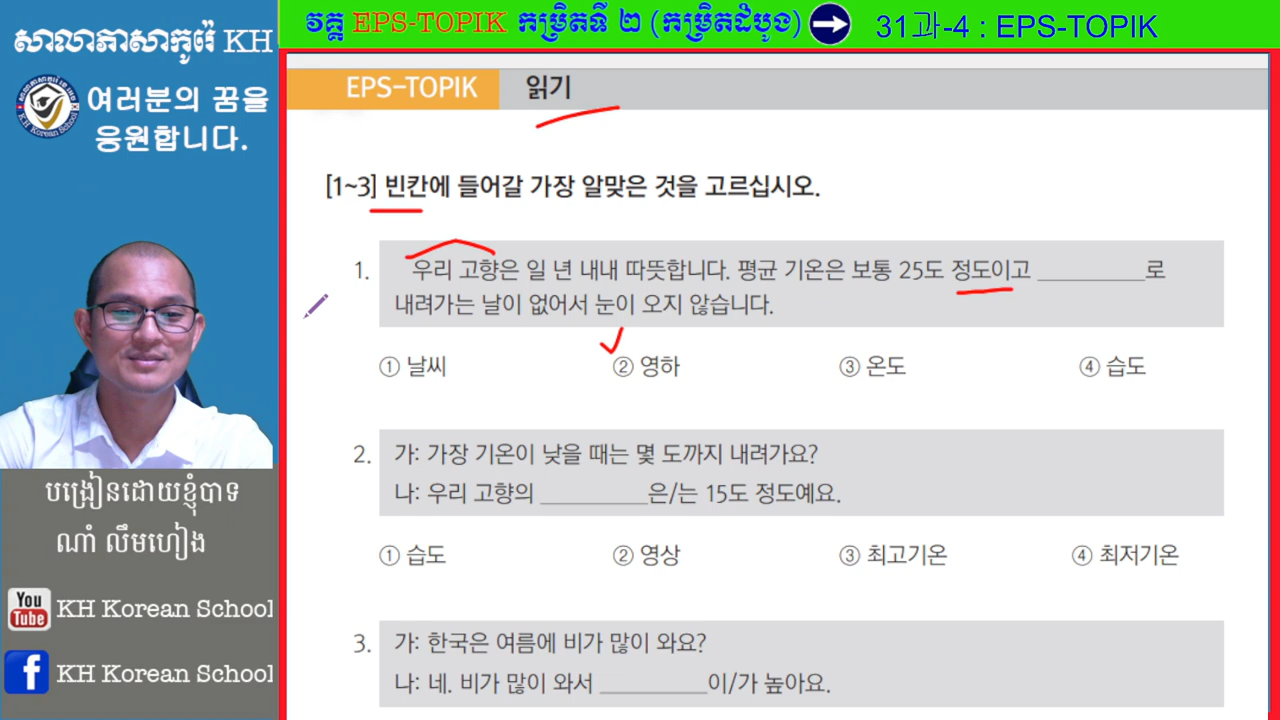 សាលាភាសាកូរ៉េ KH
여러분의 꿈을
응원합니다.
វគ្គ EPS-TOPIK កម្រិតទី ២ (កម្រិតដំបូង)
31과-4 : EPS-TOPIK
EPS-TOPIK 읽기
[1~3] 빈칸에 들어갈 가장 알맞은 것을 고르십시오.
1. 우리 고향은 일 년 내내 따뜻합니다. 평균 기온은 보통 25도 정도이고 __________로
내려가는 날이 없어서 눈이 오지 않습니다.
① 날씨 ② 영하 ③ 온도 ④ 습도
2. 가: 가장 기온이 낮을 때는 몇 도까지 내려가요?
나: 우리 고향의 __________은/는 15도 정도예요.
① 습도 ② 영상 ③ 최고기온 ④ 최저기온
3. 가: 한국은 여름에 비가 많이 와요?
나: 네. 비가 많이 와서 __________이/가 높아요.
បង្រៀនដោយខ្ញុំបាទ
ណាំ លឹមហៀង
You
Tube
KH Korean School
f KH Korean School